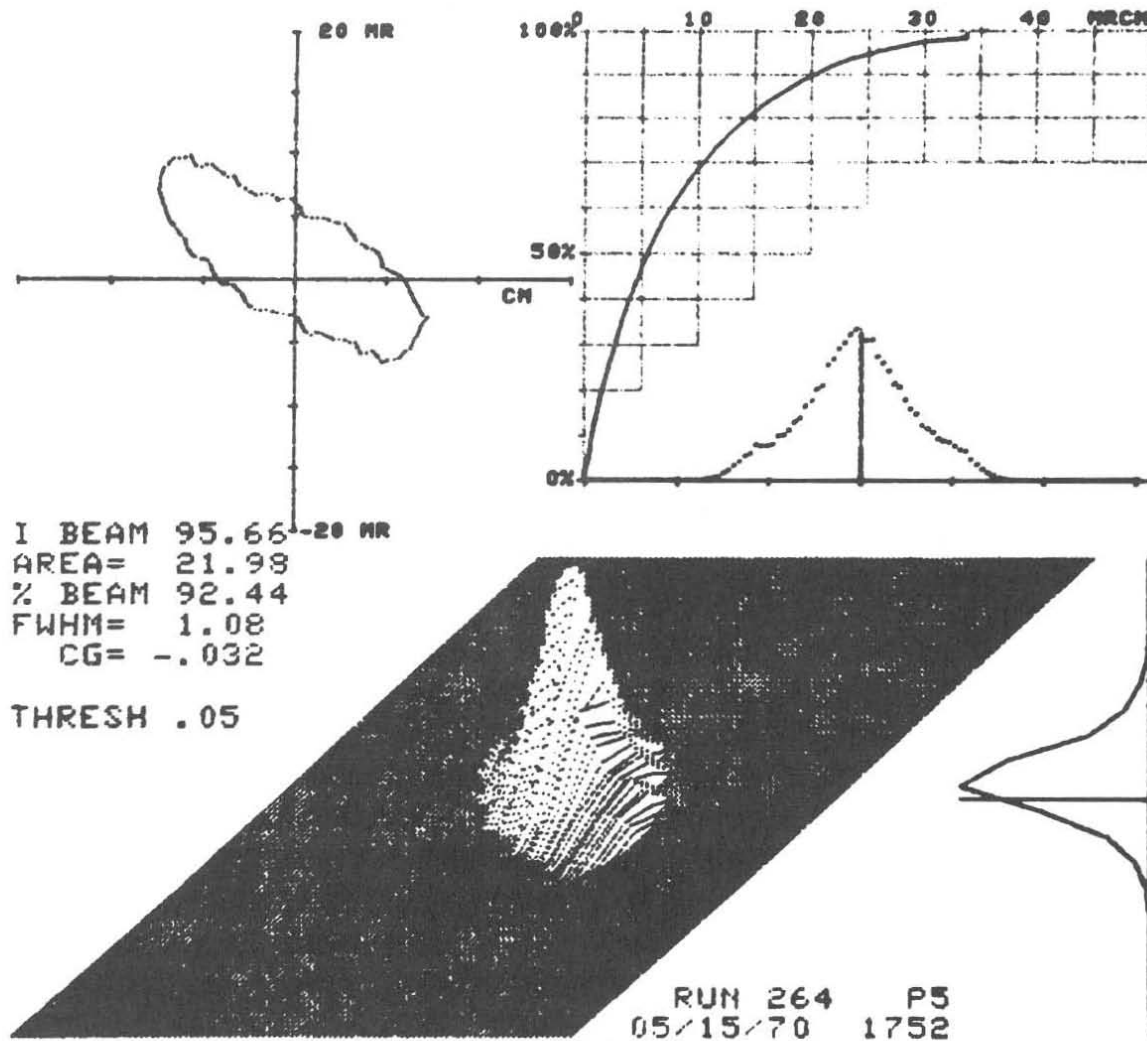 20 MR
0 10 20 30 40 MRCM
100%
50%
CM
0%
-20 MR
I BEAM 95.66
AREA= 21.98
% BEAM 92.44
FWHM= 1.08
CG= -.032
THRESH .05
RUN 264 P5
05/15/70 1752